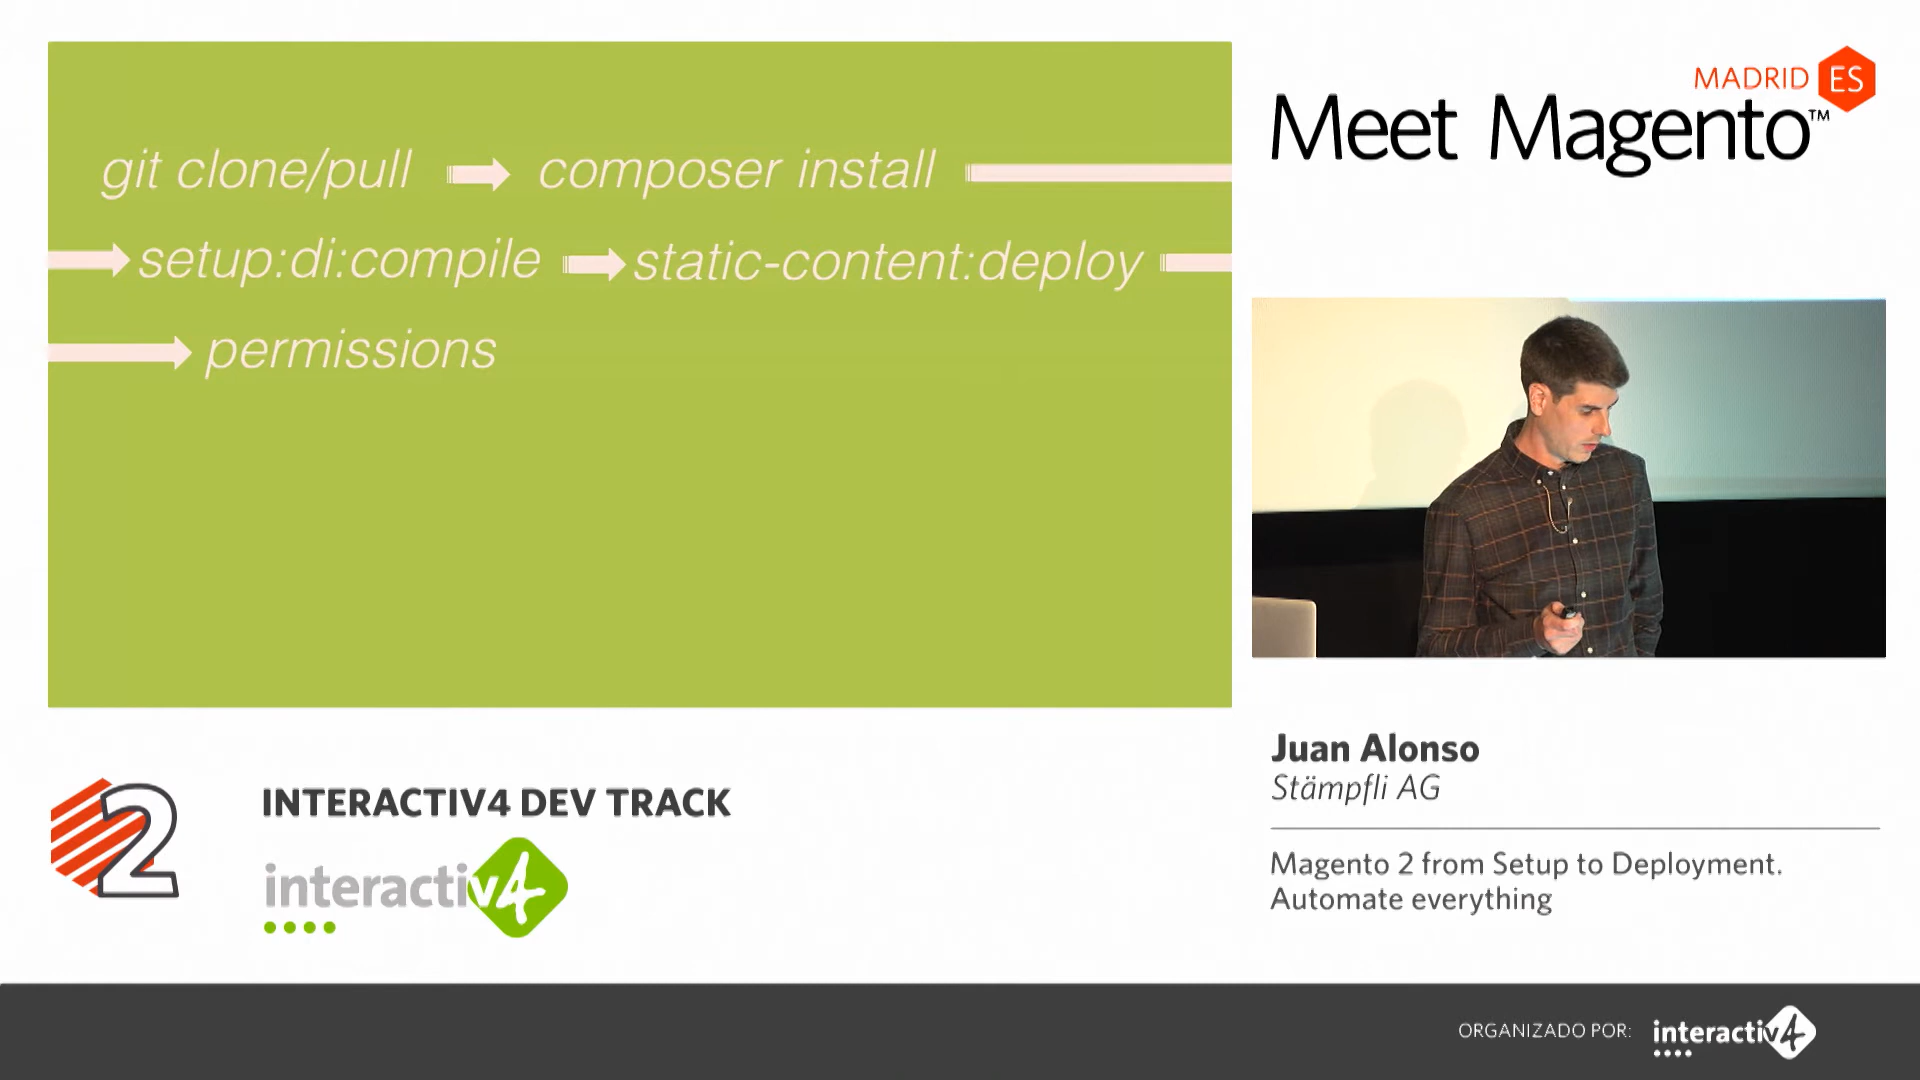 git clone/pull composer install
setup:di:compile static-content:deploy
permissions
MADRID ES
Meet Magento™
Juan Alonso
Stämpfli AG
Magento 2 from Setup to Deployment.
Automate everything
2
INTERACTIV4 DEV TRACK
interactiv4
ORGANIZADO POR: interactiv4